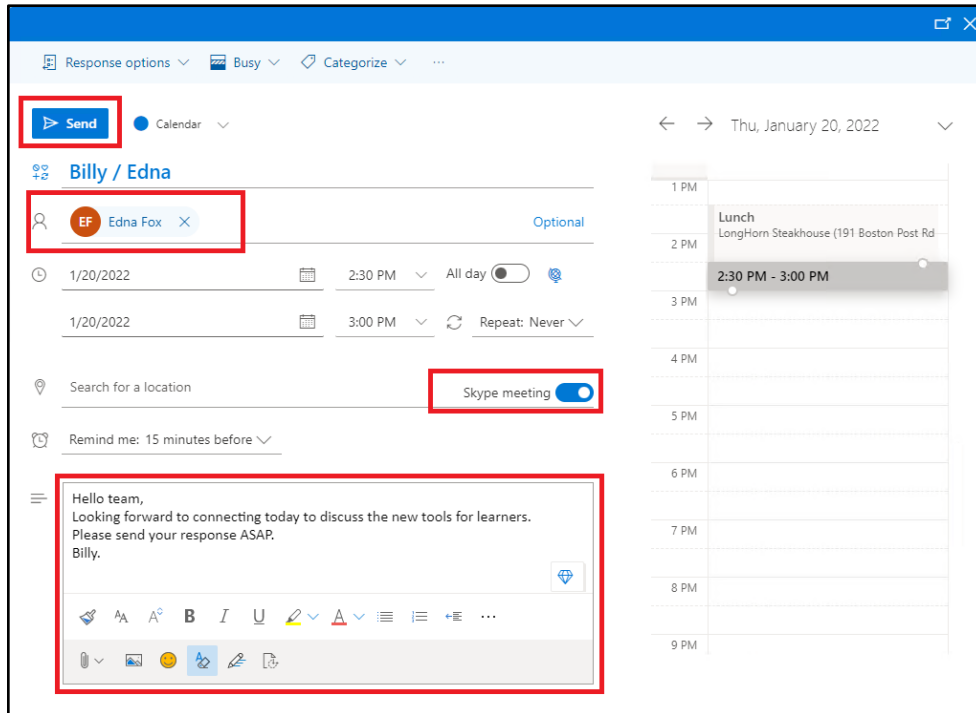 Response options Busy Categorize ...
Send Calendar
Thu, January 20, 2022
Billy / Edna
EF Edna Fox Optional
1/20/2022 2:30 PM All day
1/20/2022 3:00 PM Repeat: Never
Search for a location Skype meeting
Remind me: 15 minutes before
Hello team,
Looking forward to connecting today to discuss the new tools for learners.
Please send your response ASAP.
Billy.
B I U A ...
1 PM
Lunch
LongHorn Steakhouse (191 Boston Post Rd
2 PM
2:30 PM - 3:00 PM
3 PM
4 PM
5 PM
6 PM
7 PM
8 PM
9 PM